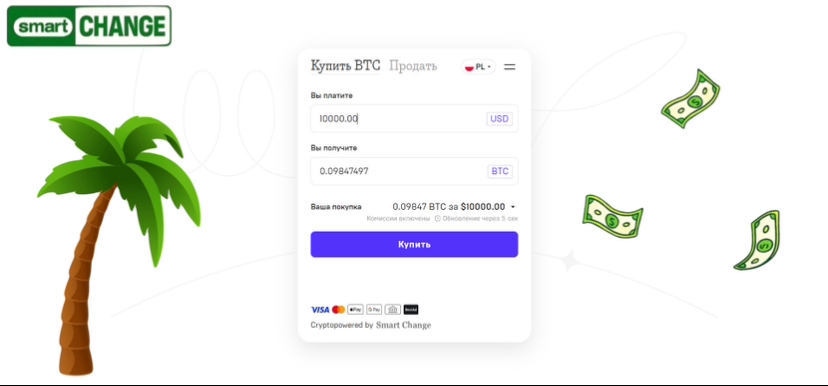 smart CHANGE
Купить BTC Продать PL
Вы платите
10000.00 USD
Вы получите
0.09847497 BTC
Ваша покупка 0.09847 BTC за $10000.00
Комиссии включены Обновление через 5 сек
Купить
VISA Pay Pay
Cryptopowered by Smart Change